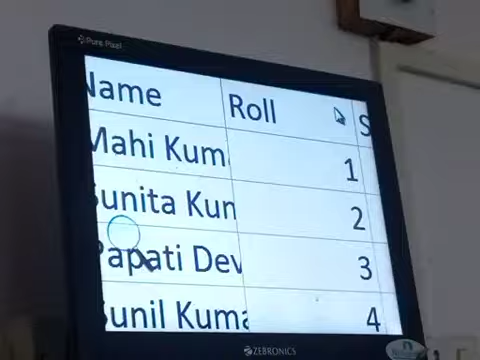 Pure Pixel
Name Roll S
Mahi Kum 1
Sunita Kun 2
Papati Dev 3
Sunil Kuma 4
ZEBRONICS